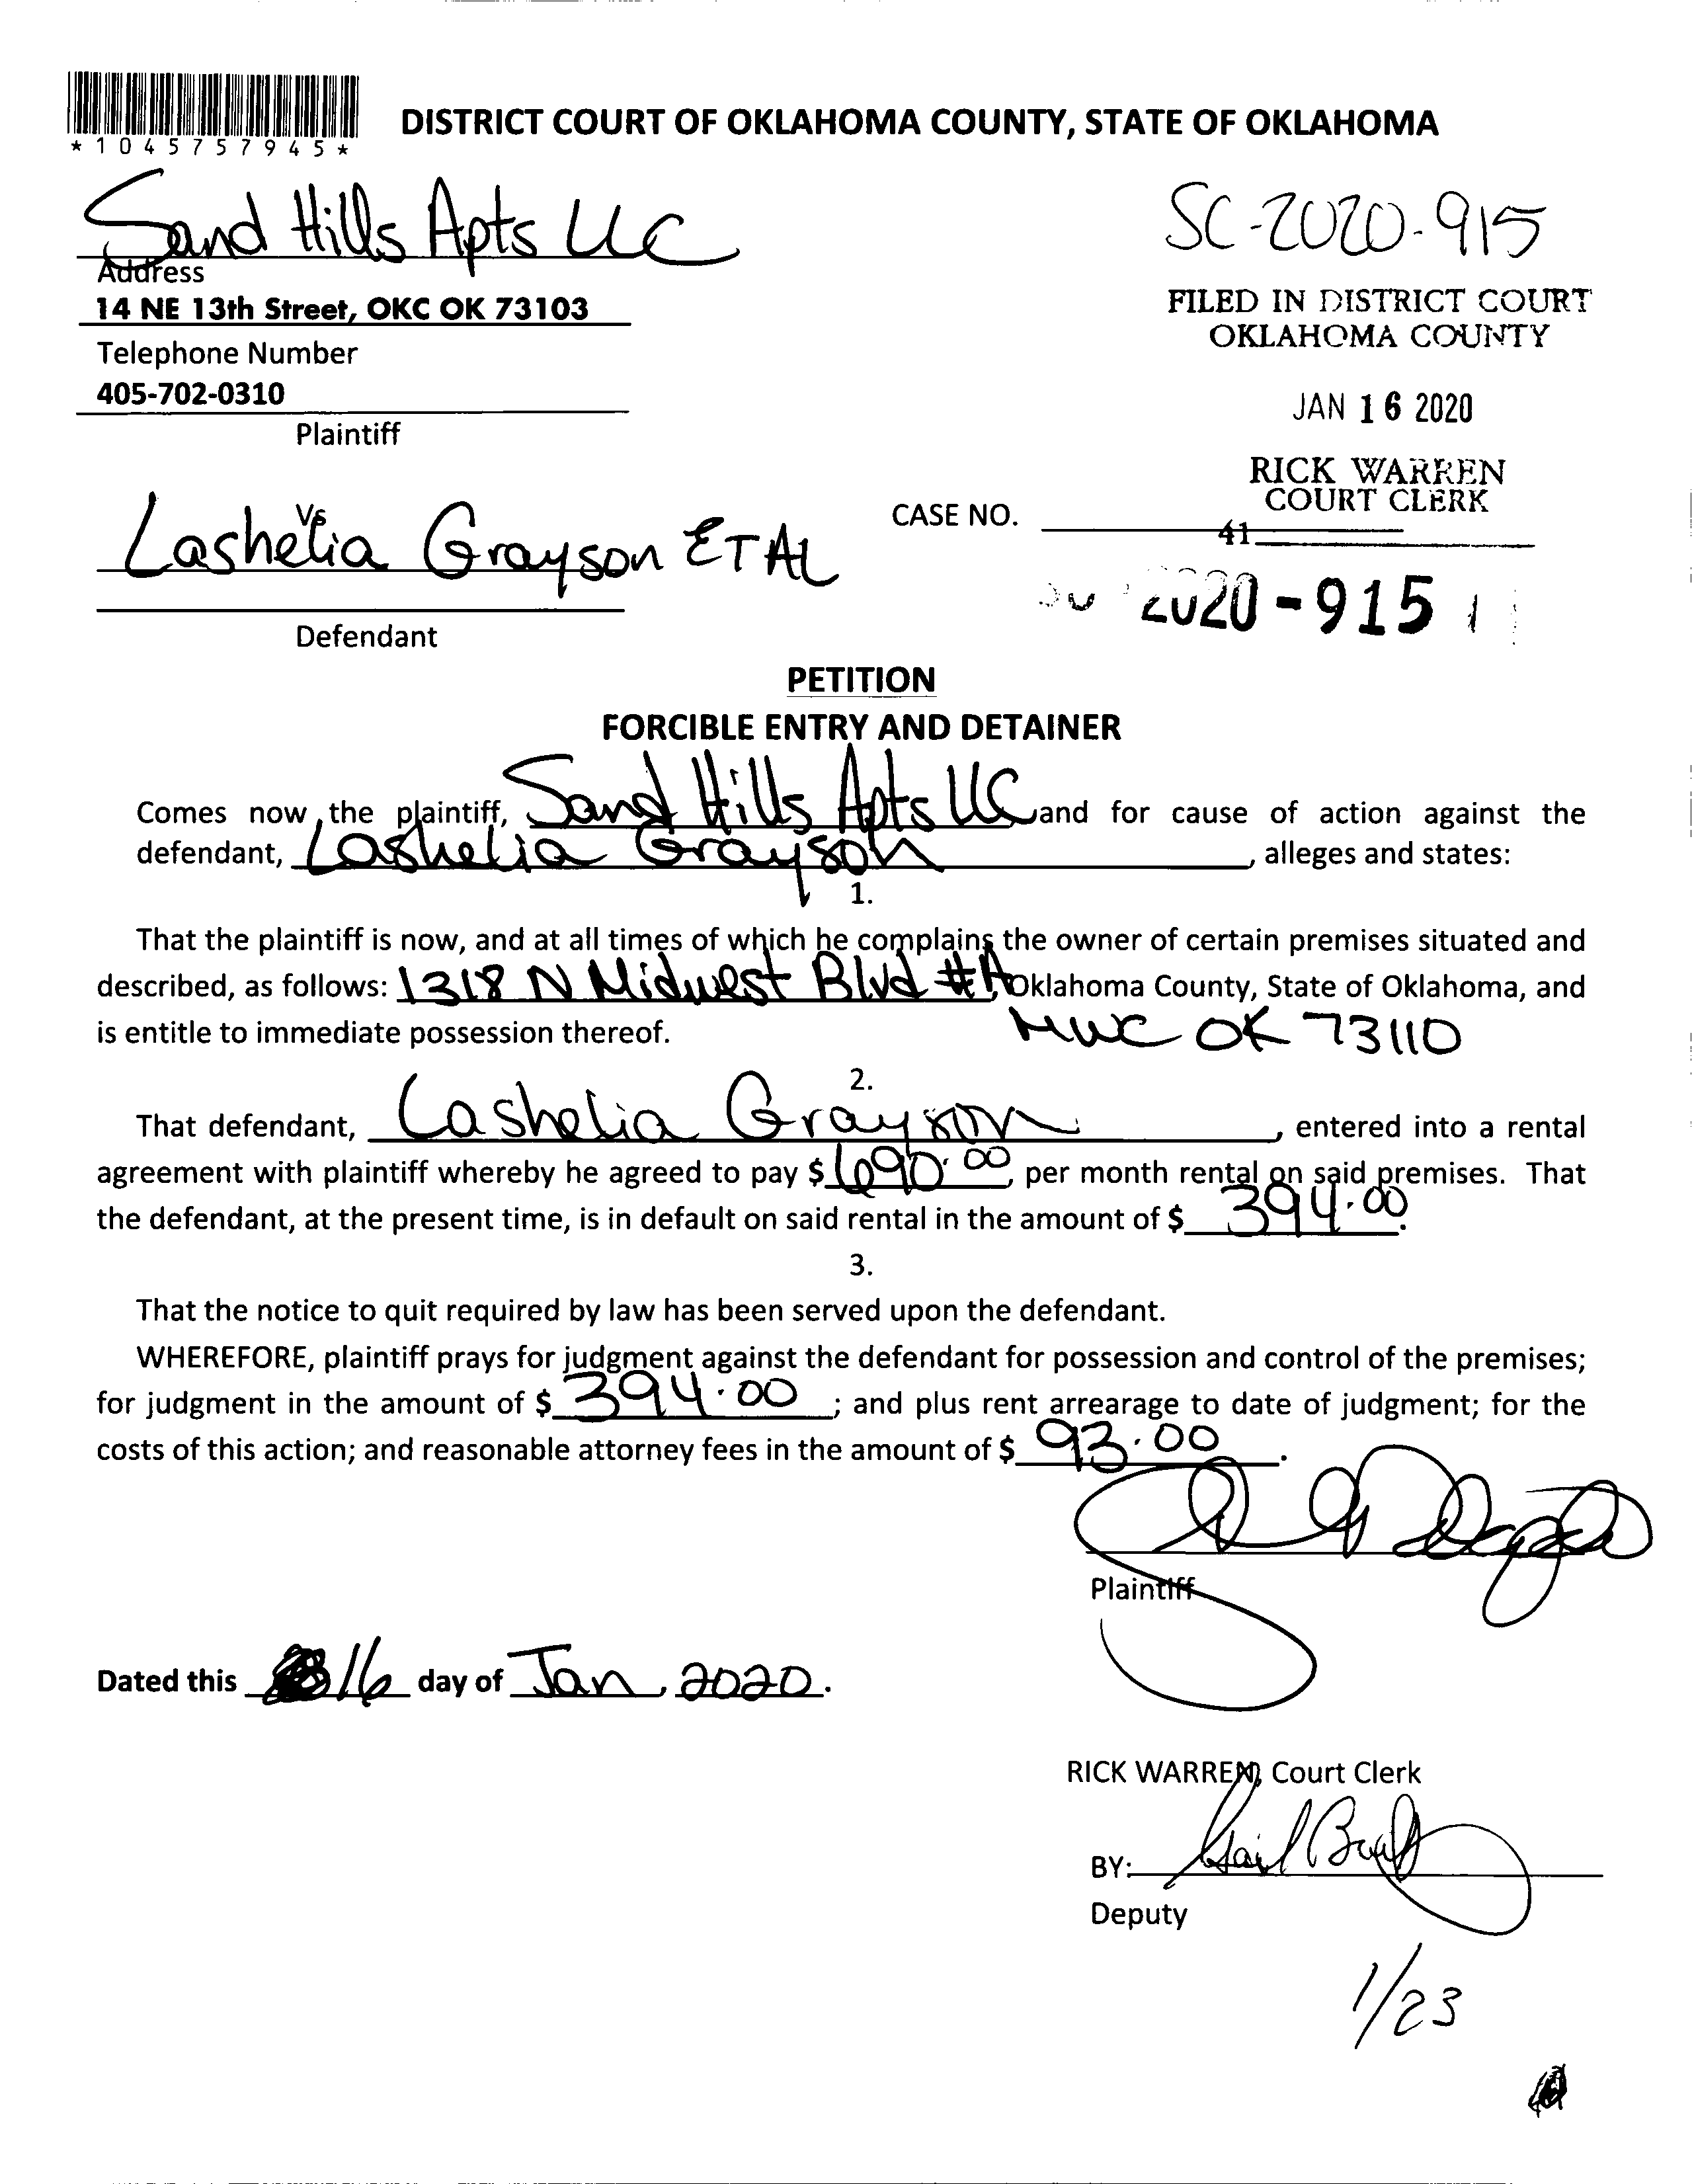 *1045757945*
DISTRICT COURT OF OKLAHOMA COUNTY, STATE OF OKLAHOMA
Sand Hills Apts LLC
SC-2020-915
Address
14 NE 13th Street, OKC OK 73103
FILED IN DISTRICT COURT
OKLAHOMA COUNTY
Telephone Number
405-702-0310
JAN 16 2020
Plaintiff
RICK WARREN
COURT CLERK
Vs
CASE NO.
41
Lashelia Grayson ET AL
2020-915
Defendant
PETITION
FORCIBLE ENTRY AND DETAINER
Comes now the plaintiff, Sand Hills Apts LLC and for cause of action against the
defendant, Lashelia Grayson, alleges and states:
1.
That the plaintiff is now, and at all times of which he complains the owner of certain premises situated and
described, as follows: 1318 N Midwest Blvd #A, Oklahoma County, State of Oklahoma, and
is entitle to immediate possession thereof. MWC OK 73110
2.
That defendant, Lashelia Grayson, entered into a rental
agreement with plaintiff whereby he agreed to pay $690.00, per month rental on said premises. That
the defendant, at the present time, is in default on said rental in the amount of $ 394.00.
3.
That the notice to quit required by law has been served upon the defendant.
WHEREFORE, plaintiff prays for judgment against the defendant for possession and control of the premises;
for judgment in the amount of $ 394.00; and plus rent arrearage to date of judgment; for the
costs of this action; and reasonable attorney fees in the amount of $ 93.00.
Plaintiff
Dated this 16 day of Jan, 2020.
RICK WARREN, Court Clerk
BY: Gail
Deputy
1/23